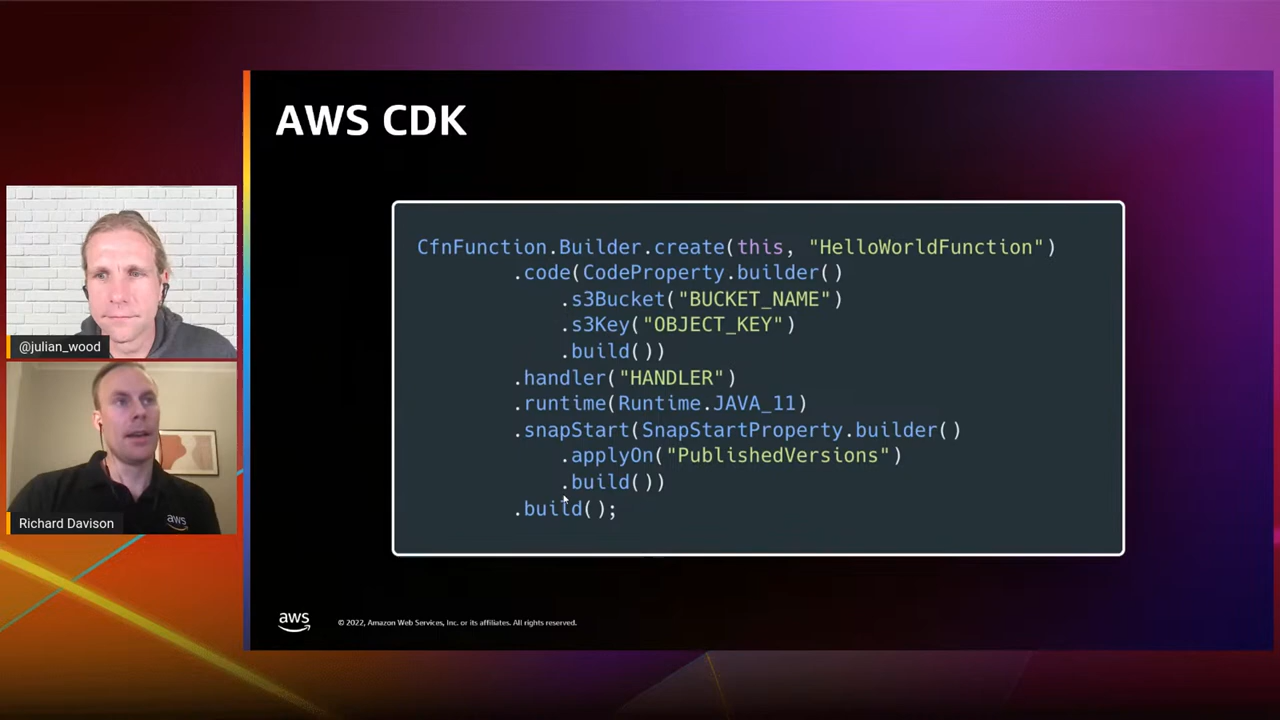 AWS CDK
CfnFunction.Builder.create(this, "HelloWorldFunction")
.code(CodeProperty.builder()
.s3Bucket("BUCKET_NAME")
.s3Key("OBJECT_KEY")
.build())
.handler("HANDLER")
.runtime(Runtime.JAVA_11)
.snapStart(SnapStartProperty.builder()
.applyOn("PublishedVersions")
.build())
.build();
@julian_wood
aws
Richard Davison
aws
© 2022, Amazon Web Services, Inc. or its affiliates. All rights reserved.